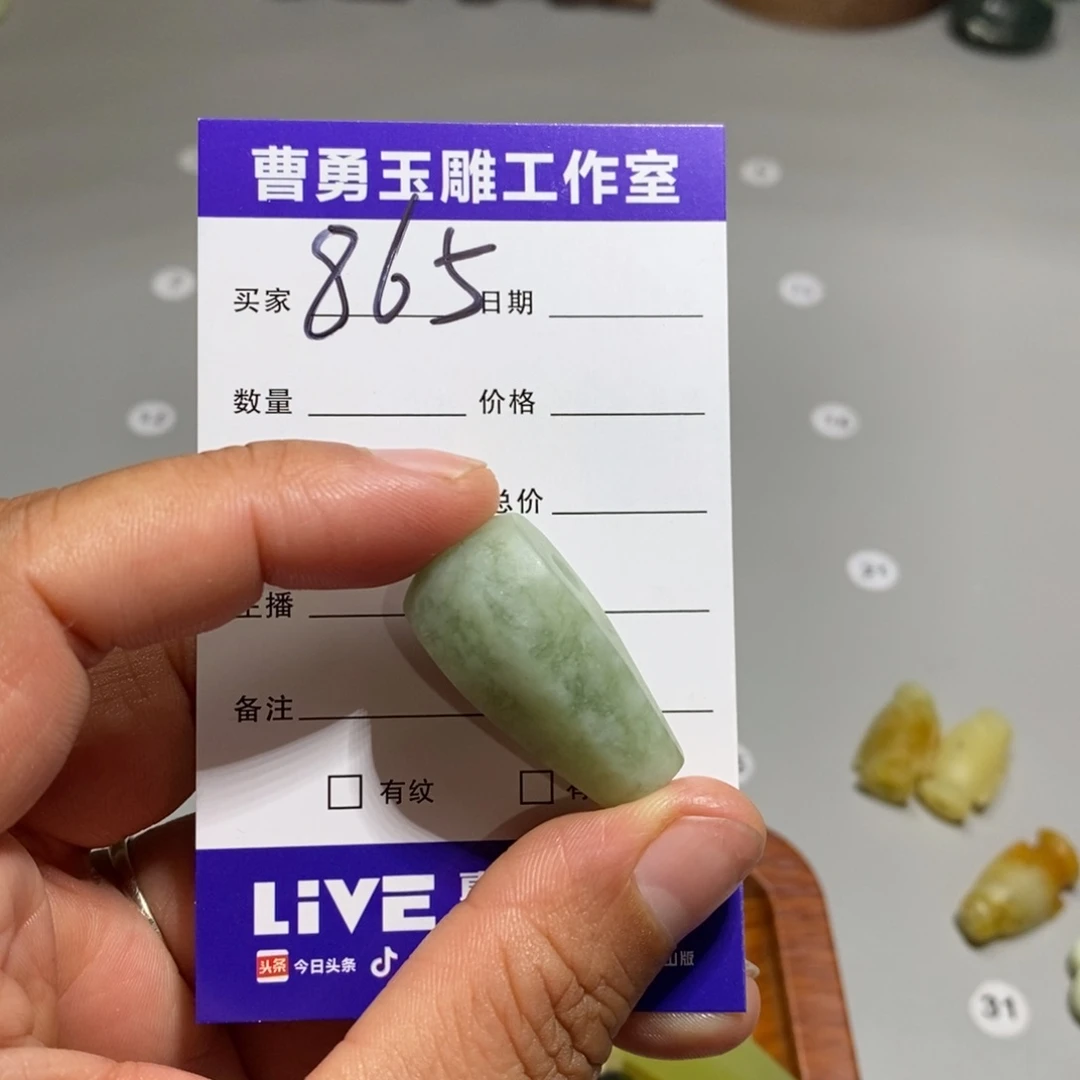 曹勇玉雕工作室
买家 865 日期
数量 价格
总价
主播
备注
有纹
LiVE
头条 今日头条
31